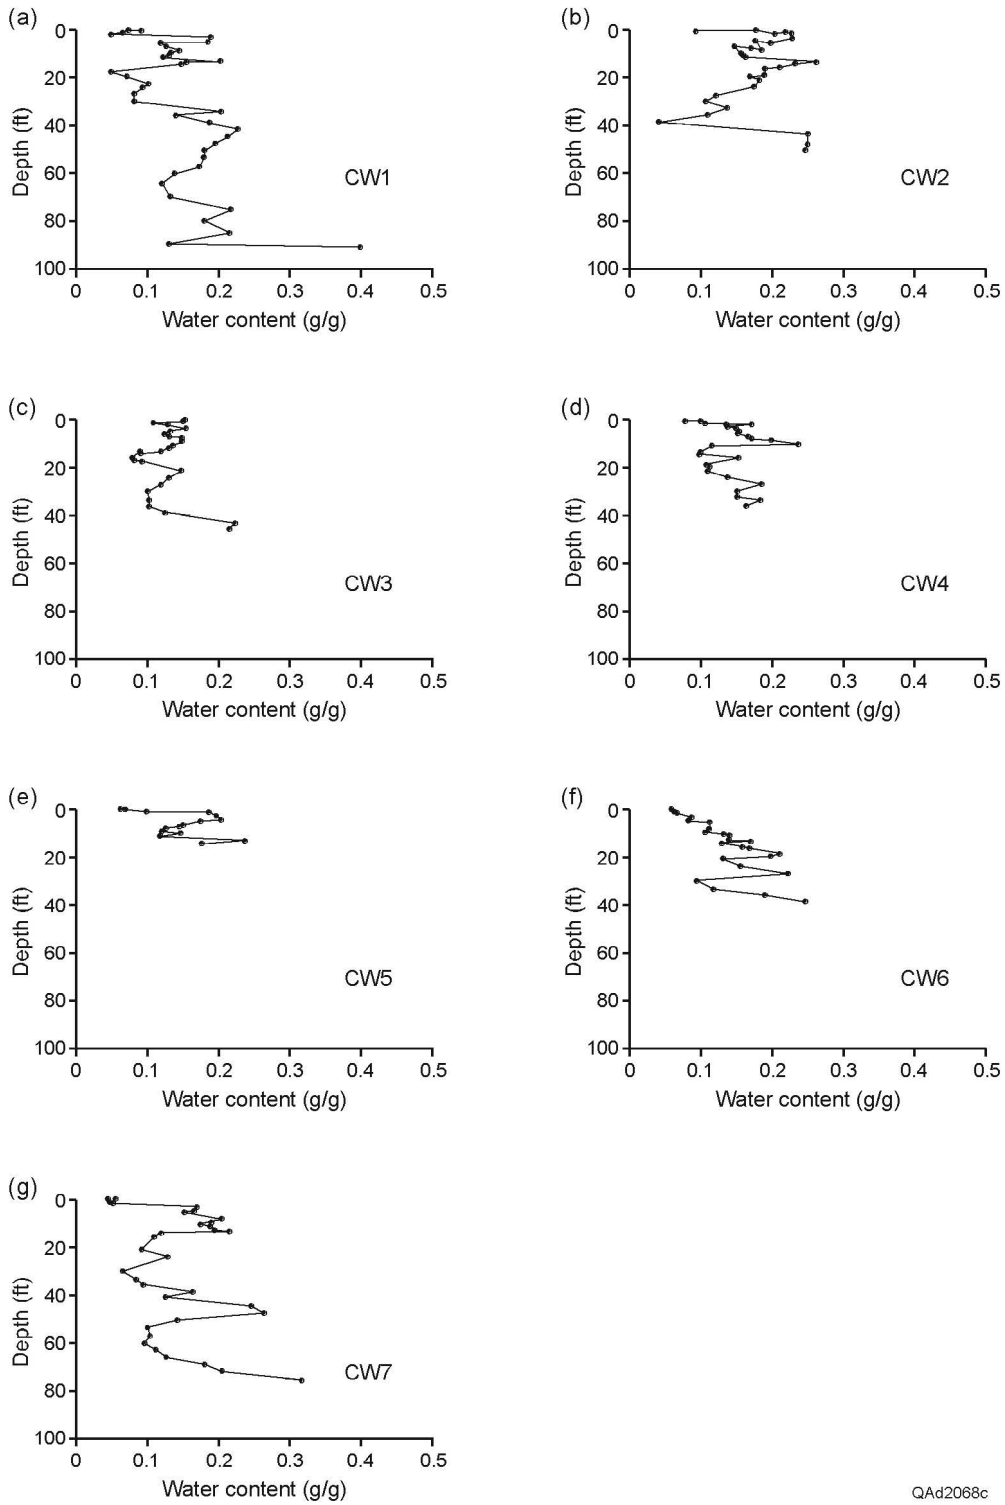 (a)
0
20
40
60
80
100
Depth (ft)
CW1
0 0.1 0.2 0.3 0.4 0.5
Water content (g/g)
(b)
0
20
40
60
80
100
Depth (ft)
CW2
0 0.1 0.2 0.3 0.4 0.5
Water content (g/g)
(c)
0
20
40
60
80
100
Depth (ft)
CW3
0 0.1 0.2 0.3 0.4 0.5
Water content (g/g)
(d)
0
20
40
60
80
100
Depth (ft)
CW4
0 0.1 0.2 0.3 0.4 0.5
Water content (g/g)
(e)
0
20
40
60
80
100
Depth (ft)
CW5
0 0.1 0.2 0.3 0.4 0.5
Water content (g/g)
(f)
0
20
40
60
80
100
Depth (ft)
CW6
0 0.1 0.2 0.3 0.4 0.5
Water content (g/g)
(g)
0
20
40
60
80
100
Depth (ft)
CW7
0 0.1 0.2 0.3 0.4 0.5
Water content (g/g)
QAd2068c